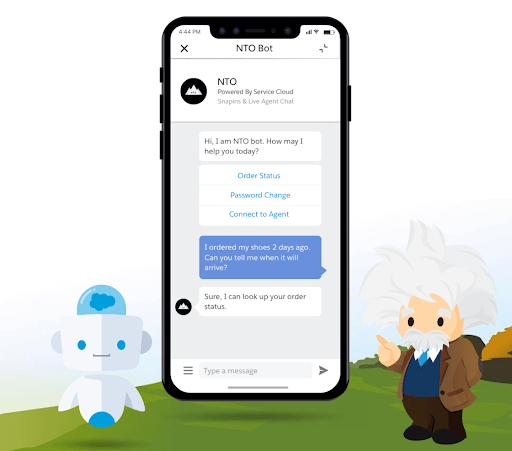 4:44 PM
NTO Bot
NTO
Powered By Service Cloud
Snapins & Live Agent Chat
Hi, I am NTO bot. How may I
help you today?
Order Status
Password Change
Connect to Agent
I ordered my shoes 2 days ago.
Can you tell me when it will
arrive?
Sure, I can look up your order
status.
Type a message